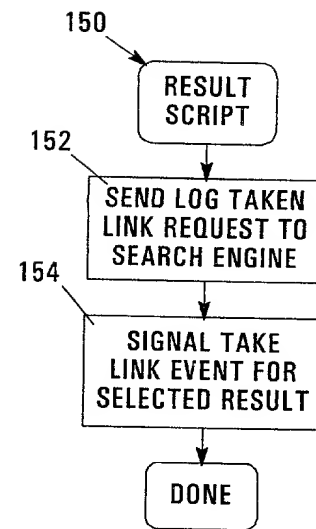 150
RESULT
SCRIPT
152
SEND LOG TAKEN
LINK REQUEST TO
SEARCH ENGINE
154
SIGNAL TAKE
LINK EVENT FOR
SELECTED RESULT
DONE